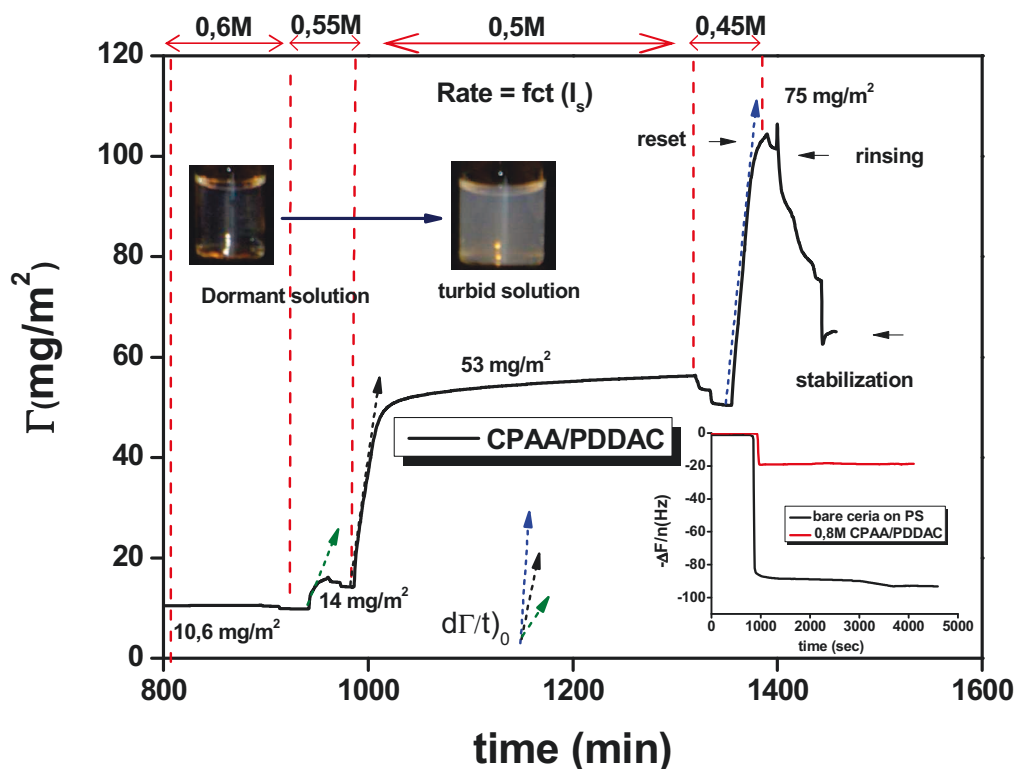 0,6M
0,55M
0,5M
0,45M
120
100
80
60
40
20
0
Γ(mg/m²
Rate = fct (I_s)
75 mg/m²
reset
rinsing
Dormant solution
turbid solution
53 mg/m²
stabilization
CPAA/PDDAC
14 mg/m²
10,6 mg/m²
dΓ/t)₀
0
-20
-40
-60
-80
-100
-ΔF/n(Hz)
bare ceria on PS
0,8M CPAA/PDDAC
0 1000 2000 3000 4000 5000
time (sec)
800 1000 1200 1400 1600
time (min)